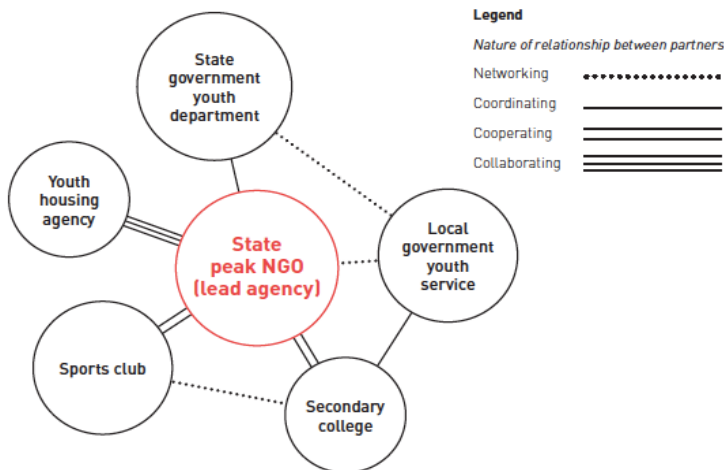 State
government
youth
department
Youth
housing
agency
State
peak NGO
(lead agency)
Local
government
youth
service
Sports club
Secondary
college
Legend
Nature of relationship between partners
Networking
Coordinating
Cooperating
Collaborating